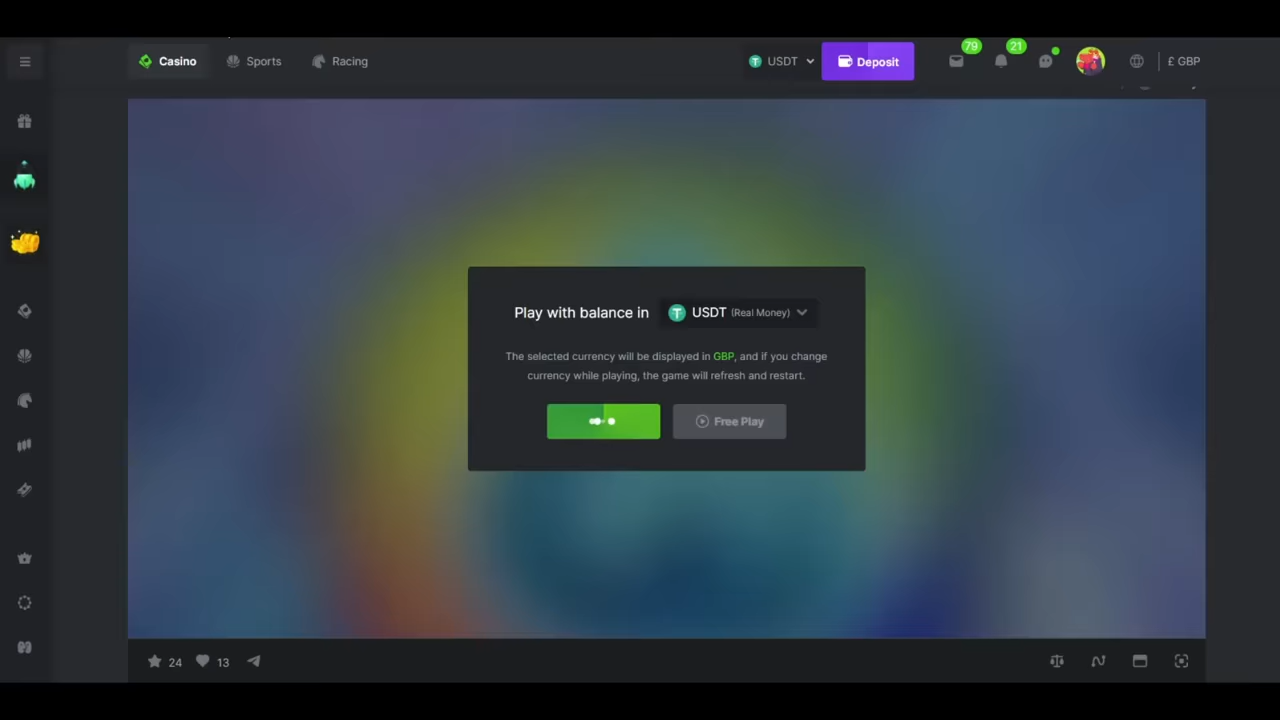 Casino
Sports
Racing
USDT
Deposit
79
21
£ GBP
Play with balance in USDT (Real Money)
The selected currency will be displayed in GBP, and if you change
currency while playing, the game will refresh and restart.
Free Play
24
13